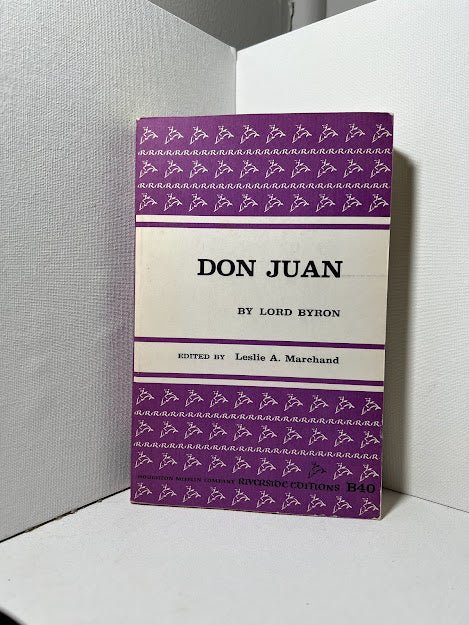 DON JUAN
BY LORD BYRON
EDITED BY Leslie A. Marchand
HOUGHTON MIFFLIN COMPANY RIVERSIDE EDITIONS B40